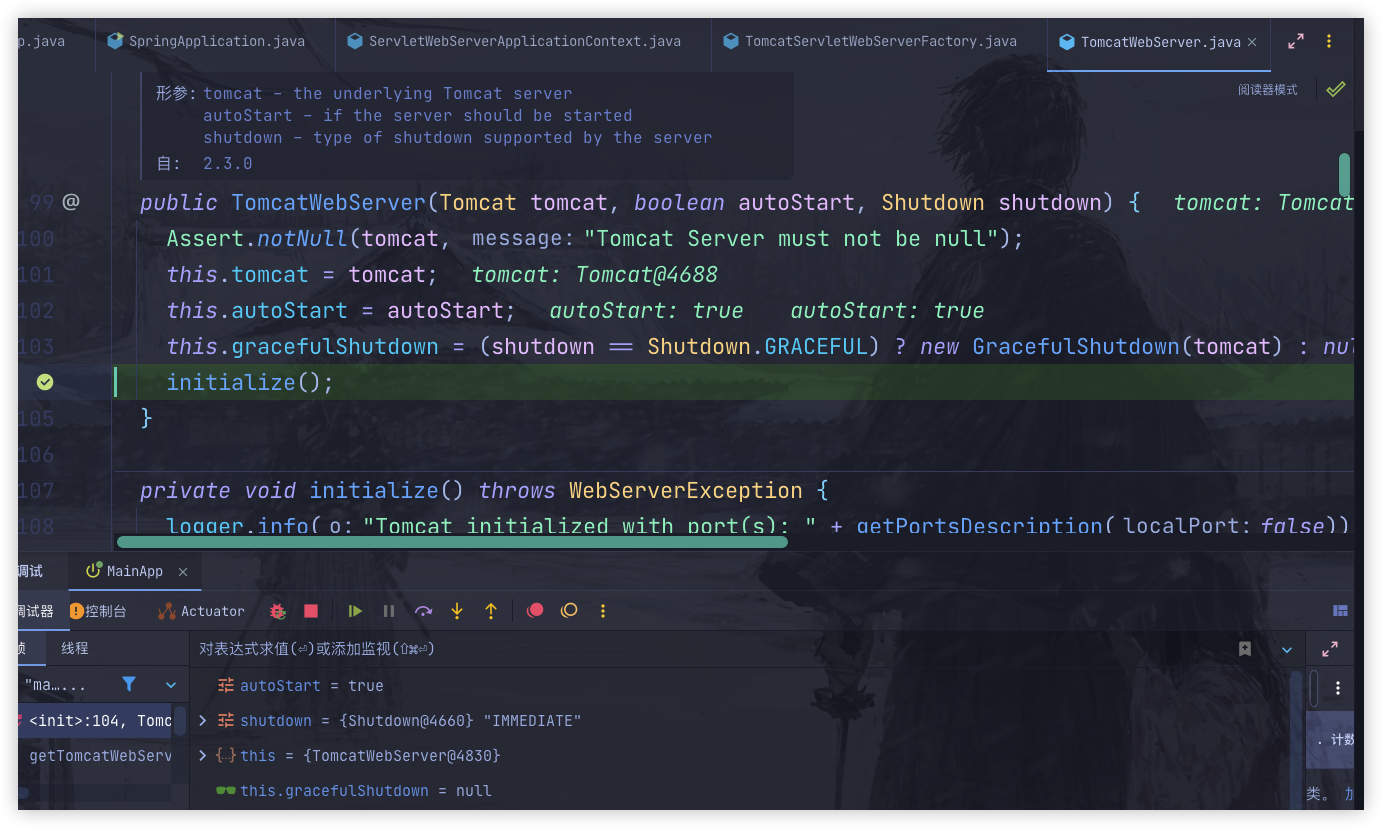 p.java SpringApplication.java ServletWebServerApplicationContext.java TomcatServletWebServerFactory.java TomcatWebServer.java
阅读器模式
形参: tomcat – the underlying Tomcat server
autoStart – if the server should be started
shutdown – type of shutdown supported by the server
自: 2.3.0
99 @ public TomcatWebServer(Tomcat tomcat, boolean autoStart, Shutdown shutdown) { tomcat: Tomcat
100 Assert.notNull(tomcat, message: "Tomcat Server must not be null");
101 this.tomcat = tomcat; tomcat: Tomcat@4688
102 this.autoStart = autoStart; autoStart: true autoStart: true
103 this.gracefulShutdown = (shutdown == Shutdown.GRACEFUL) ? new GracefulShutdown(tomcat) : nul
initialize();
105 }
106
107 private void initialize() throws WebServerException {
108 logger.info( o: "Tomcat initialized with port(s): " + getPortsDescription( localPort: false))
调试 MainApp
调试器 控制台 Actuator
帧 线程 对表达式求值(⏎)或添加监视(⇧⌘⏎)
"ma…...
autoStart = true
<init>:104, Tomc
shutdown = {Shutdown@4660} "IMMEDIATE"
getTomcatWebServ
this = {TomcatWebServer@4830}
this.gracefulShutdown = null
. 计数
类。 加